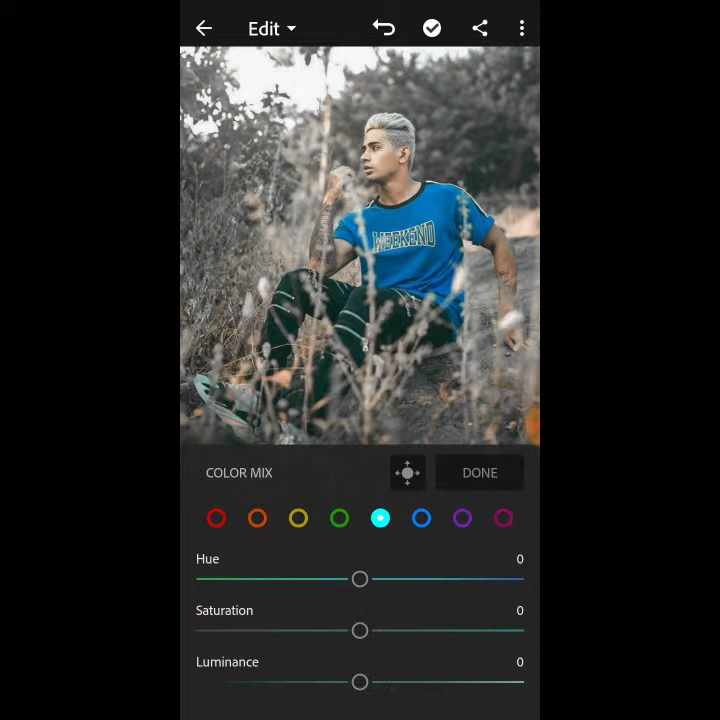 Edit
WEEKEND
COLOR MIX
DONE
Hue 0
Saturation 0
Luminance 0